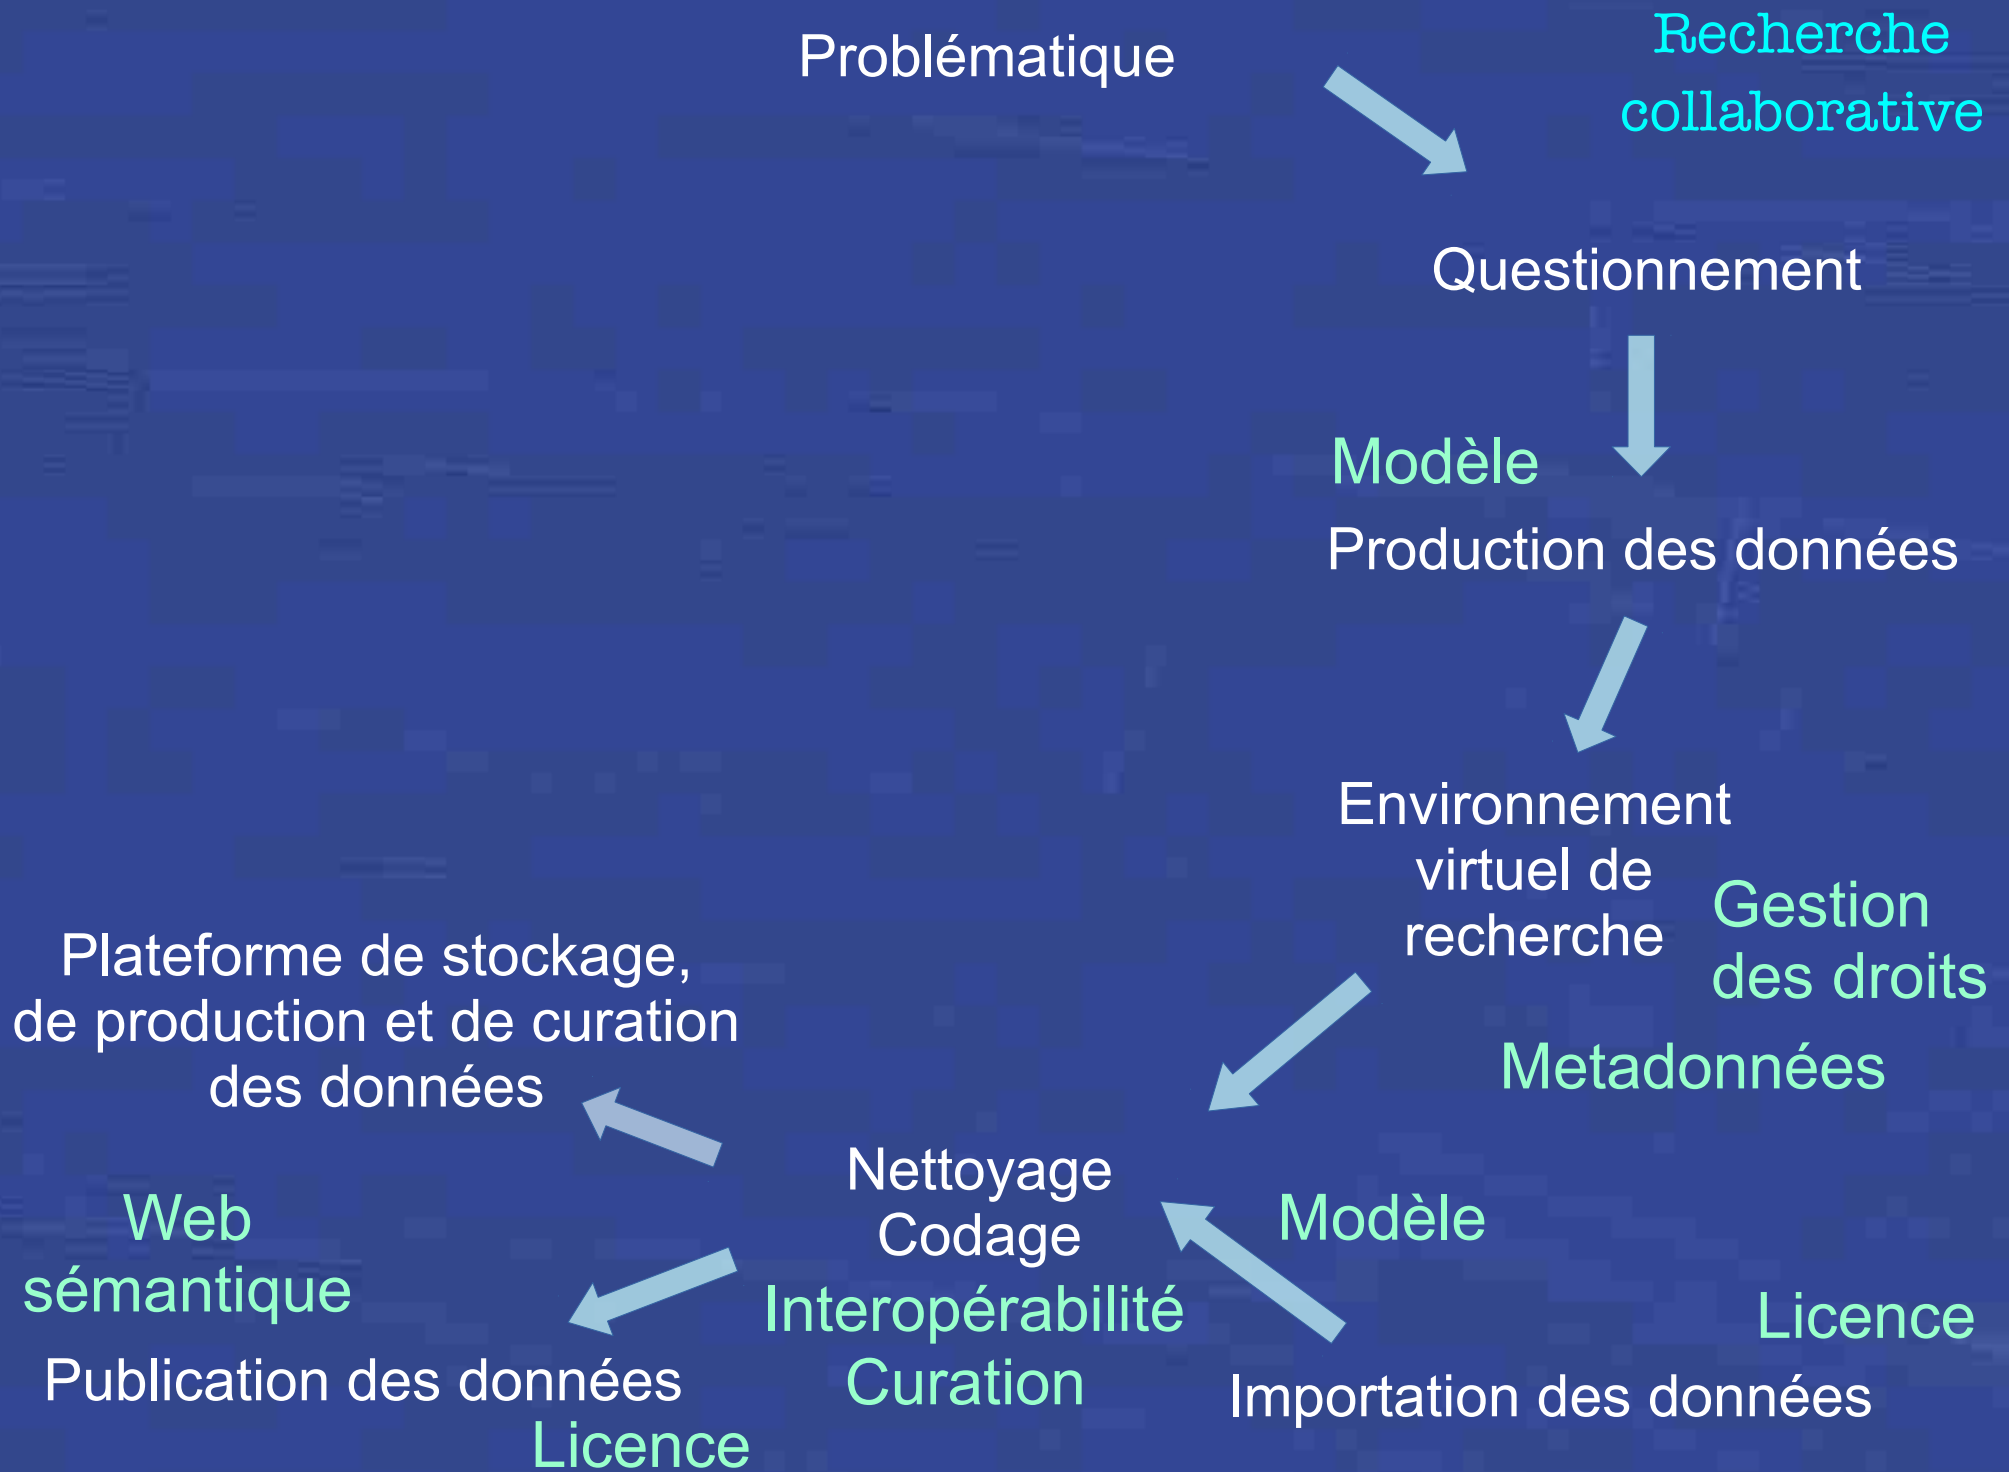 Problématique
Recherche
collaborative
Questionnement
Modèle
Production des données
Environnement
virtuel de
recherche
Gestion
des droits
Metadonnées
Plateforme de stockage,
de production et de curation
des données
Nettoyage
Codage
Interopérabilité
Curation
Modèle
Licence
Importation des données
Web
sémantique
Publication des données
Licence